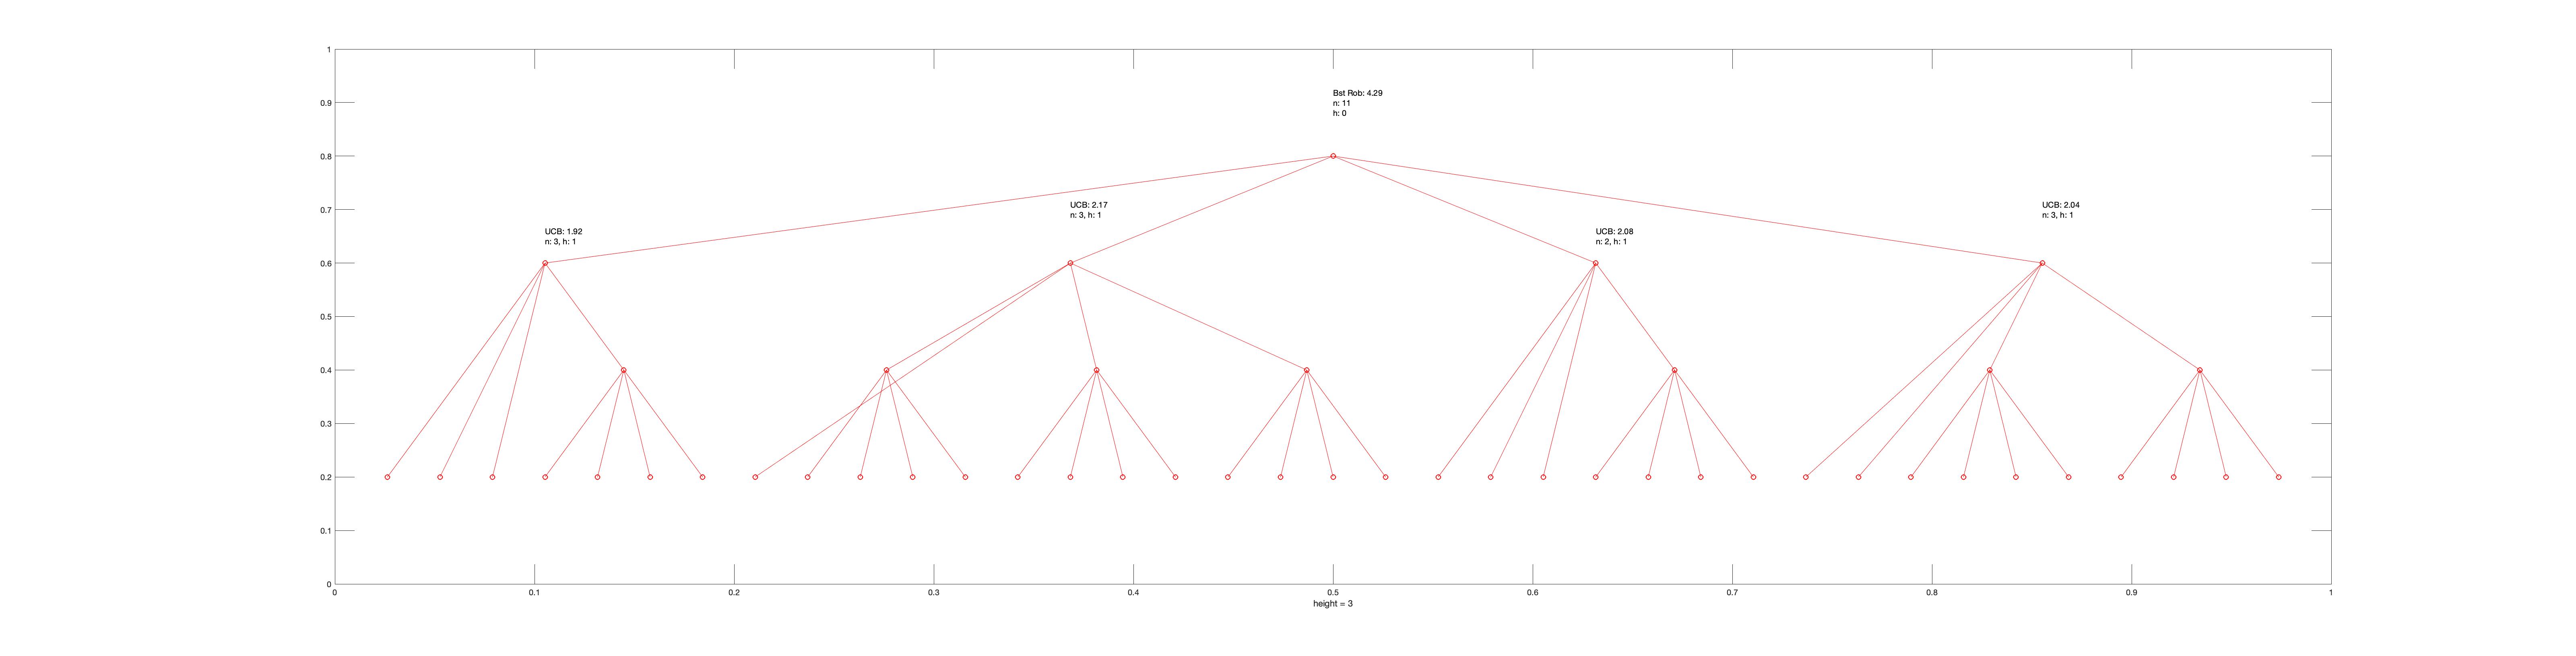 1
Bst Rob: 4.29
0.9
n: 11
h: 0
0.8
0.7
UCB: 2.17
n: 3, h: 1
UCB: 2.04
n: 3, h: 1
UCB: 1.92
n: 3, h: 1
UCB: 2.08
n: 2, h: 1
0.6
0.5
0.4
0.3
0.2
0.1
0
0 0.1 0.2 0.3 0.4 0.5 0.6 0.7 0.8 0.9 1
height = 3